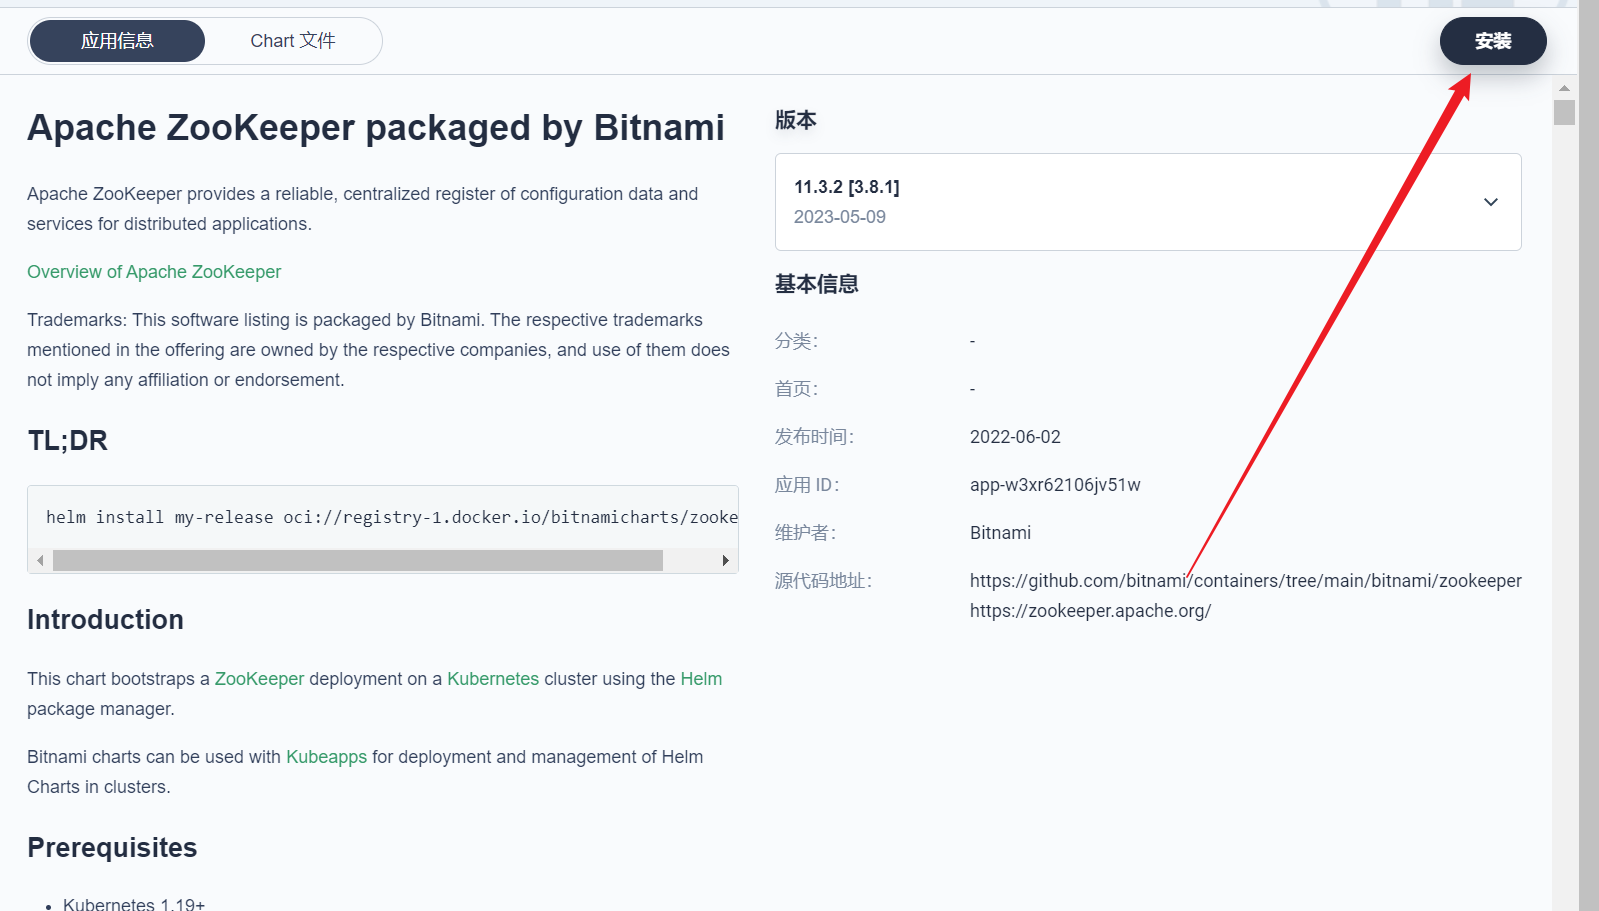 应用信息
Chart 文件
安装
Apache ZooKeeper packaged by Bitnami
Apache ZooKeeper provides a reliable, centralized register of configuration data and
services for distributed applications.
Overview of Apache ZooKeeper
Trademarks: This software listing is packaged by Bitnami. The respective trademarks
mentioned in the offering are owned by the respective companies, and use of them does
not imply any affiliation or endorsement.
TL;DR
helm install my-release oci://registry-1.docker.io/bitnamicharts/zooke
Introduction
This chart bootstraps a ZooKeeper deployment on a Kubernetes cluster using the Helm
package manager.
Bitnami charts can be used with Kubeapps for deployment and management of Helm
Charts in clusters.
Prerequisites
• Kubernetes 1.19+
版本
11.3.2 [3.8.1]
2023-05-09
基本信息
分类: -
首页: -
发布时间: 2022-06-02
应用 ID: app-w3xr62106jv51w
维护者: Bitnami
源代码地址: https://github.com/bitnami/containers/tree/main/bitnami/zookeeper
https://zookeeper.apache.org/